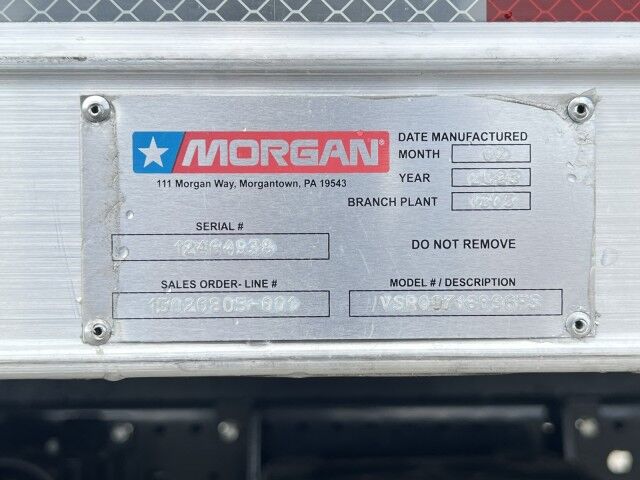 MORGAN®
111 Morgan Way, Morgantown, PA 19543
DATE MANUFACTURED
MONTH 02
YEAR
BRANCH PLANT
SERIAL #
DO NOT REMOVE
SALES ORDER- LINE #
MODEL # / DESCRIPTION